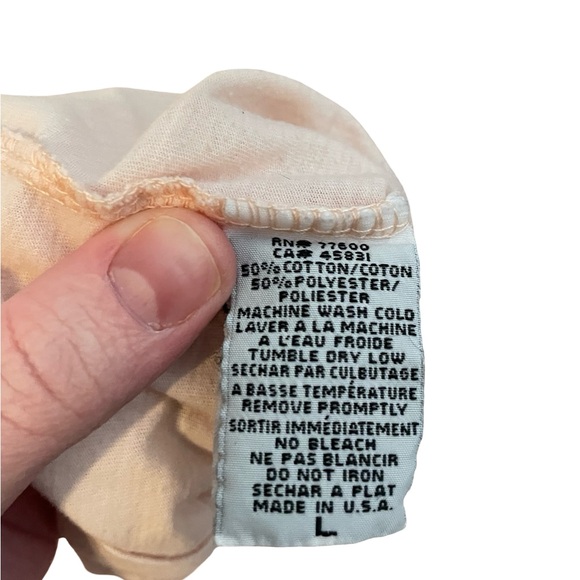 RN# 77600
CA# 45831
50% COTTON/COTON
50% POLYESTER/
POLIESTER
MACHINE WASH COLD
LAVER A LA MACHINE
A L'EAU FROIDE
TUMBLE DRY LOW
SECHAR PAR CULBUTAGE
A BASSE TEMPÉRATURE
REMOVE PROMPTLY
SORTIR IMMÉDIATEMENT
NO BLEACH
NE PAS BLANCIR
DO NOT IRON
SECHAR A PLAT
MADE IN U.S.A.
L